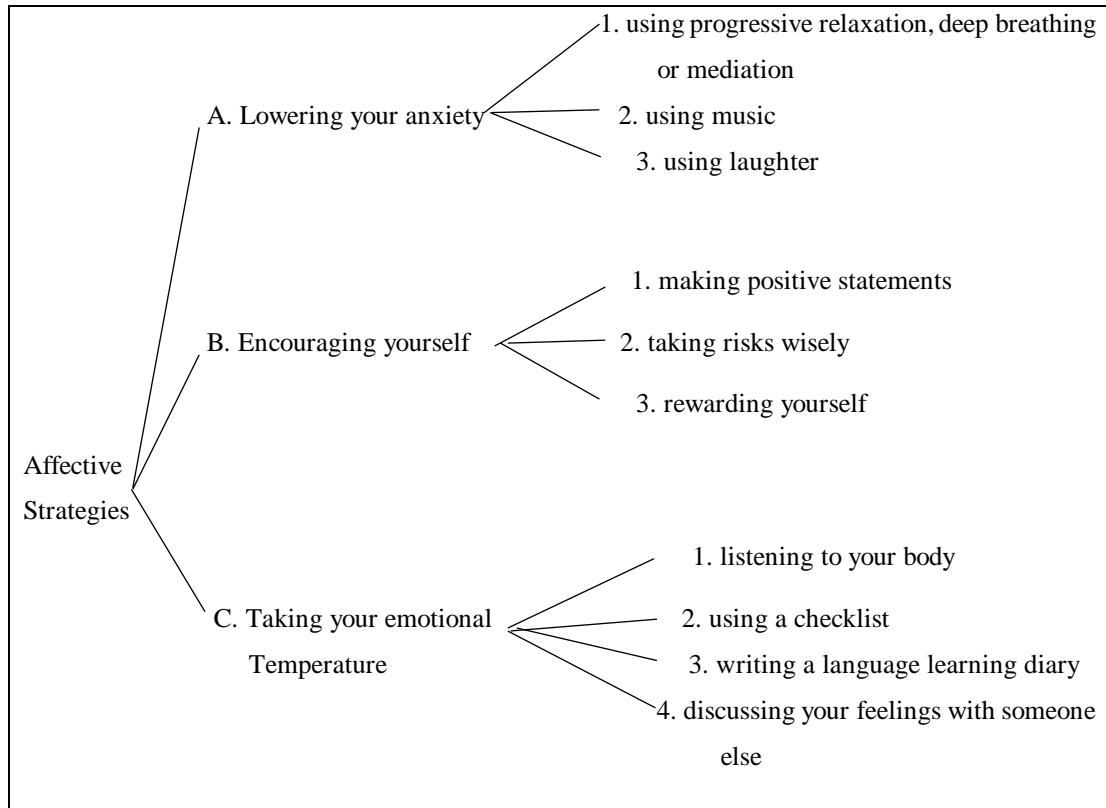 1. using progressive relaxation, deep breathing
or mediation
A. Lowering your anxiety
2. using music
3. using laughter
1. making positive statements
B. Encouraging yourself
2. taking risks wisely
3. rewarding yourself
Affective
Strategies
1. listening to your body
C. Taking your emotional
Temperature
2. using a checklist
3. writing a language learning diary
4. discussing your feelings with someone
else